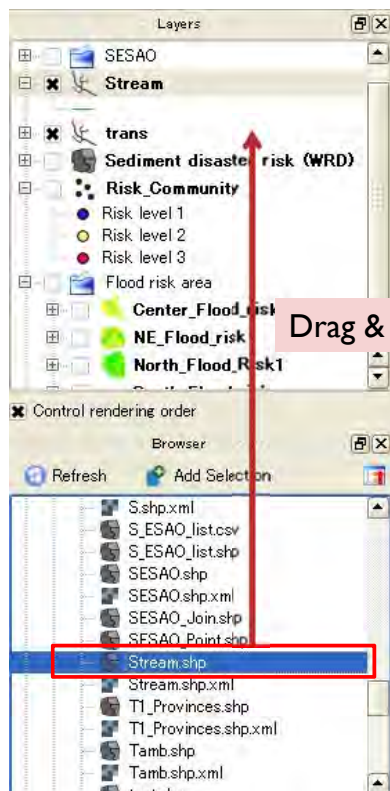 Layers
SESAO
Stream
trans
Sediment disaster risk (WRD)
Risk_Community
Risk level 1
Risk level 2
Risk level 3
Flood risk area
Center_Flood_risk
NE_Flood_risk
North_Flood_Risk1
Drag &
Control rendering order
Browser
Refresh
Add Selection
S.shp.xml
S_ESAO_list.csv
S_ESAO_list.shp
SESAO.shp
SESAO.shp.xml
SESAO_Join.shp
SESAO_Point.shp
Stream.shp
Stream.shp.xml
T1_Provinces.shp
T1_Provinces.shp.xml
Tamb.shp
Tamb.shp.xml